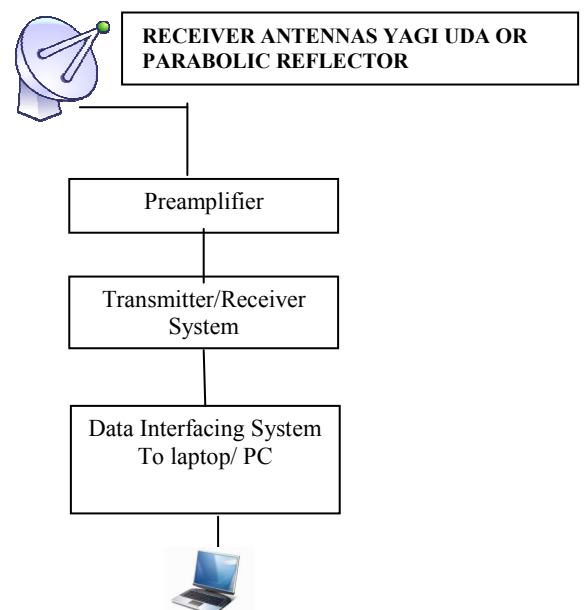 RECEIVER ANTENNAS YAGI UDA OR
PARABOLIC REFLECTOR
Preamplifier
Transmitter/Receiver
System
Data Interfacing System
To laptop/ PC